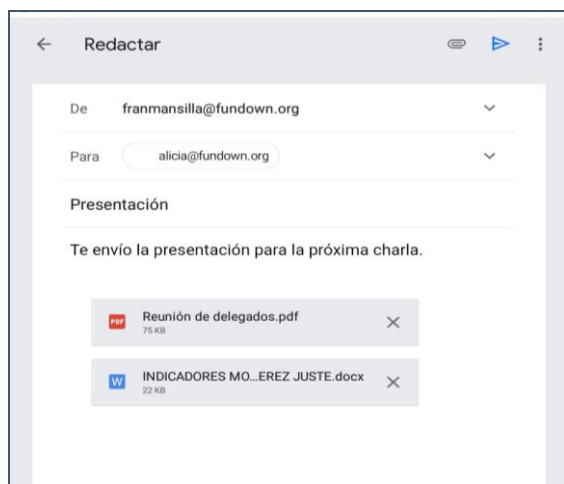 Redactar
De franmansilla@fundown.org
Para alicia@fundown.org
Presentación
Te envío la presentación para la próxima charla.
PDF Reunión de delegados.pdf
75 KB
W INDICADORES MO...EREZ JUSTE.docx
22 KB